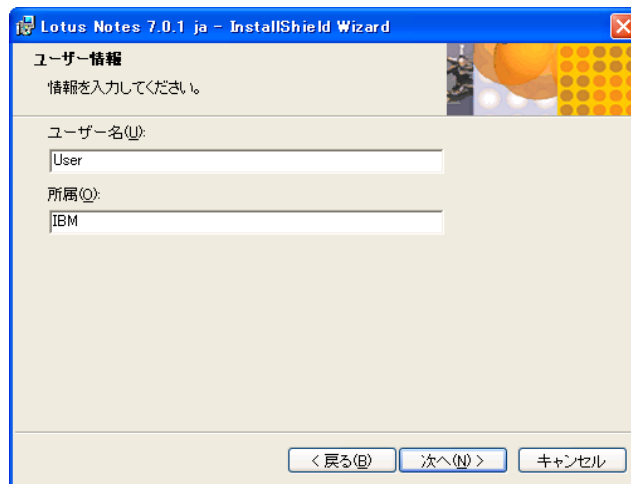 Lotus Notes 7.0.1 ja - InstallShield Wizard
ユーザー情報
情報を入力してください。
ユーザー名(U):
User
所属(O):
IBM
< 戻る(B)
次へ(N) >
キャンセル